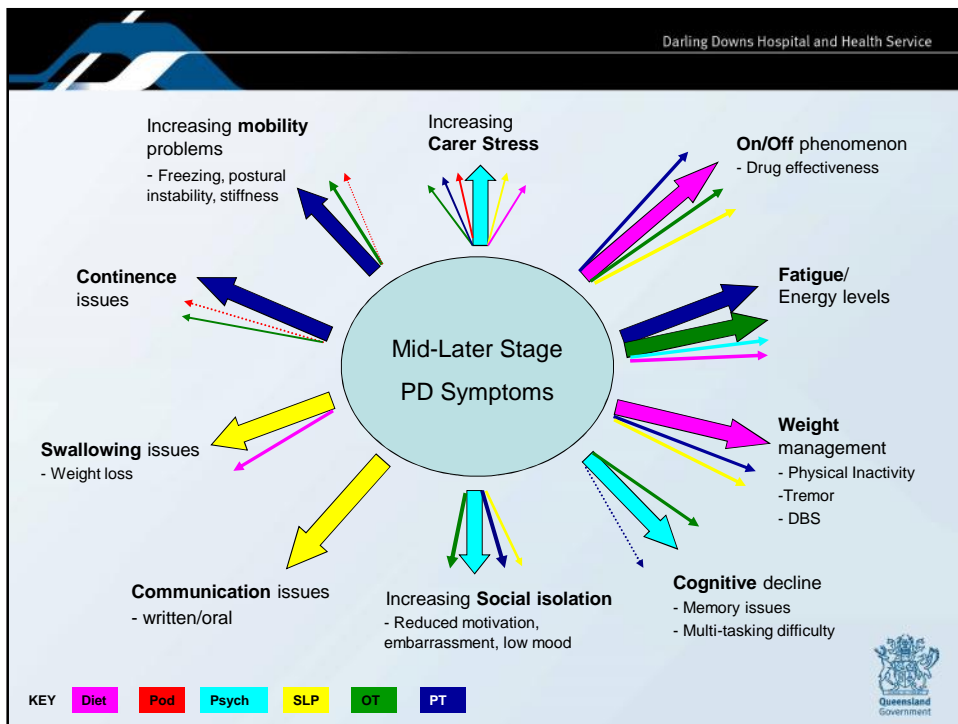 Darling Downs Hospital and Health Service
Increasing mobility
problems
- Freezing, postural
instability, stiffness
Increasing
Carer Stress
On/Off phenomenon
- Drug effectiveness
Continence
issues
Fatigue/
Energy levels
Mid-Later Stage
PD Symptoms
Swallowing issues
- Weight loss
Weight
management
- Physical Inactivity
-Tremor
- DBS
Communication issues
- written/oral
Increasing Social isolation
- Reduced motivation,
embarrassment, low mood
Cognitive decline
- Memory issues
- Multi-tasking difficulty
KEY Diet Pod Psych SLP OT PT
Queensland
Government